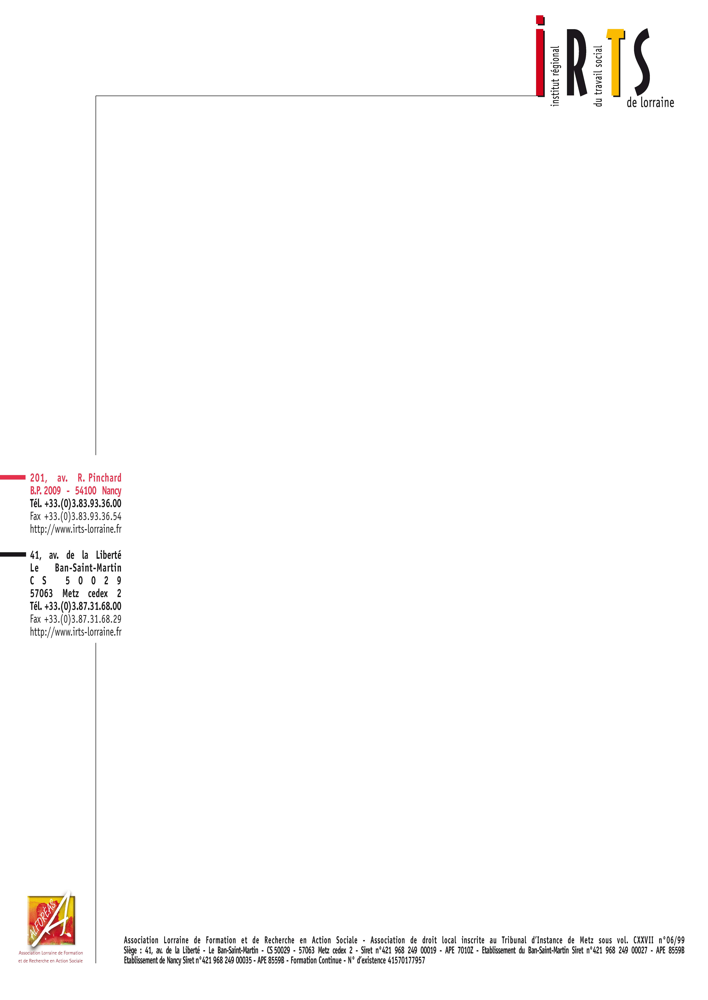 iRTS
institut régional
du travail social
de lorraine
201, av. R. Pinchard
B.P. 2009 - 54100 Nancy
Tél. +33.(0)3.83.93.36.00
Fax +33.(0)3.83.93.36.54
http://www.irts-lorraine.fr
41, av. de la Liberté
Le Ban-Saint-Martin
CS 50029
57063 Metz cedex 2
Tél. +33.(0)3.87.31.68.00
Fax +33.(0)3.87.31.68.29
http://www.irts-lorraine.fr
ALFORÉAS
A
Association Lorraine de Formation
et de Recherche en Action Sociale
Association Lorraine de Formation et de Recherche en Action Sociale - Association de droit local inscrite au Tribunal d'Instance de Metz sous vol. CXXVII n°06/99
Siège : 41, av. de la Liberté - Le Ban-Saint-Martin - CS 50029 - 57063 Metz cedex 2 - Siret n°421 968 249 00019 - APE 7010Z - Etablissement du Ban-Saint-Martin Siret n°421 968 249 00027 - APE 8559B
Etablissement de Nancy Siret n°421 968 249 00035 - APE 8559B - Formation Continue - N° d'existence 41570177957